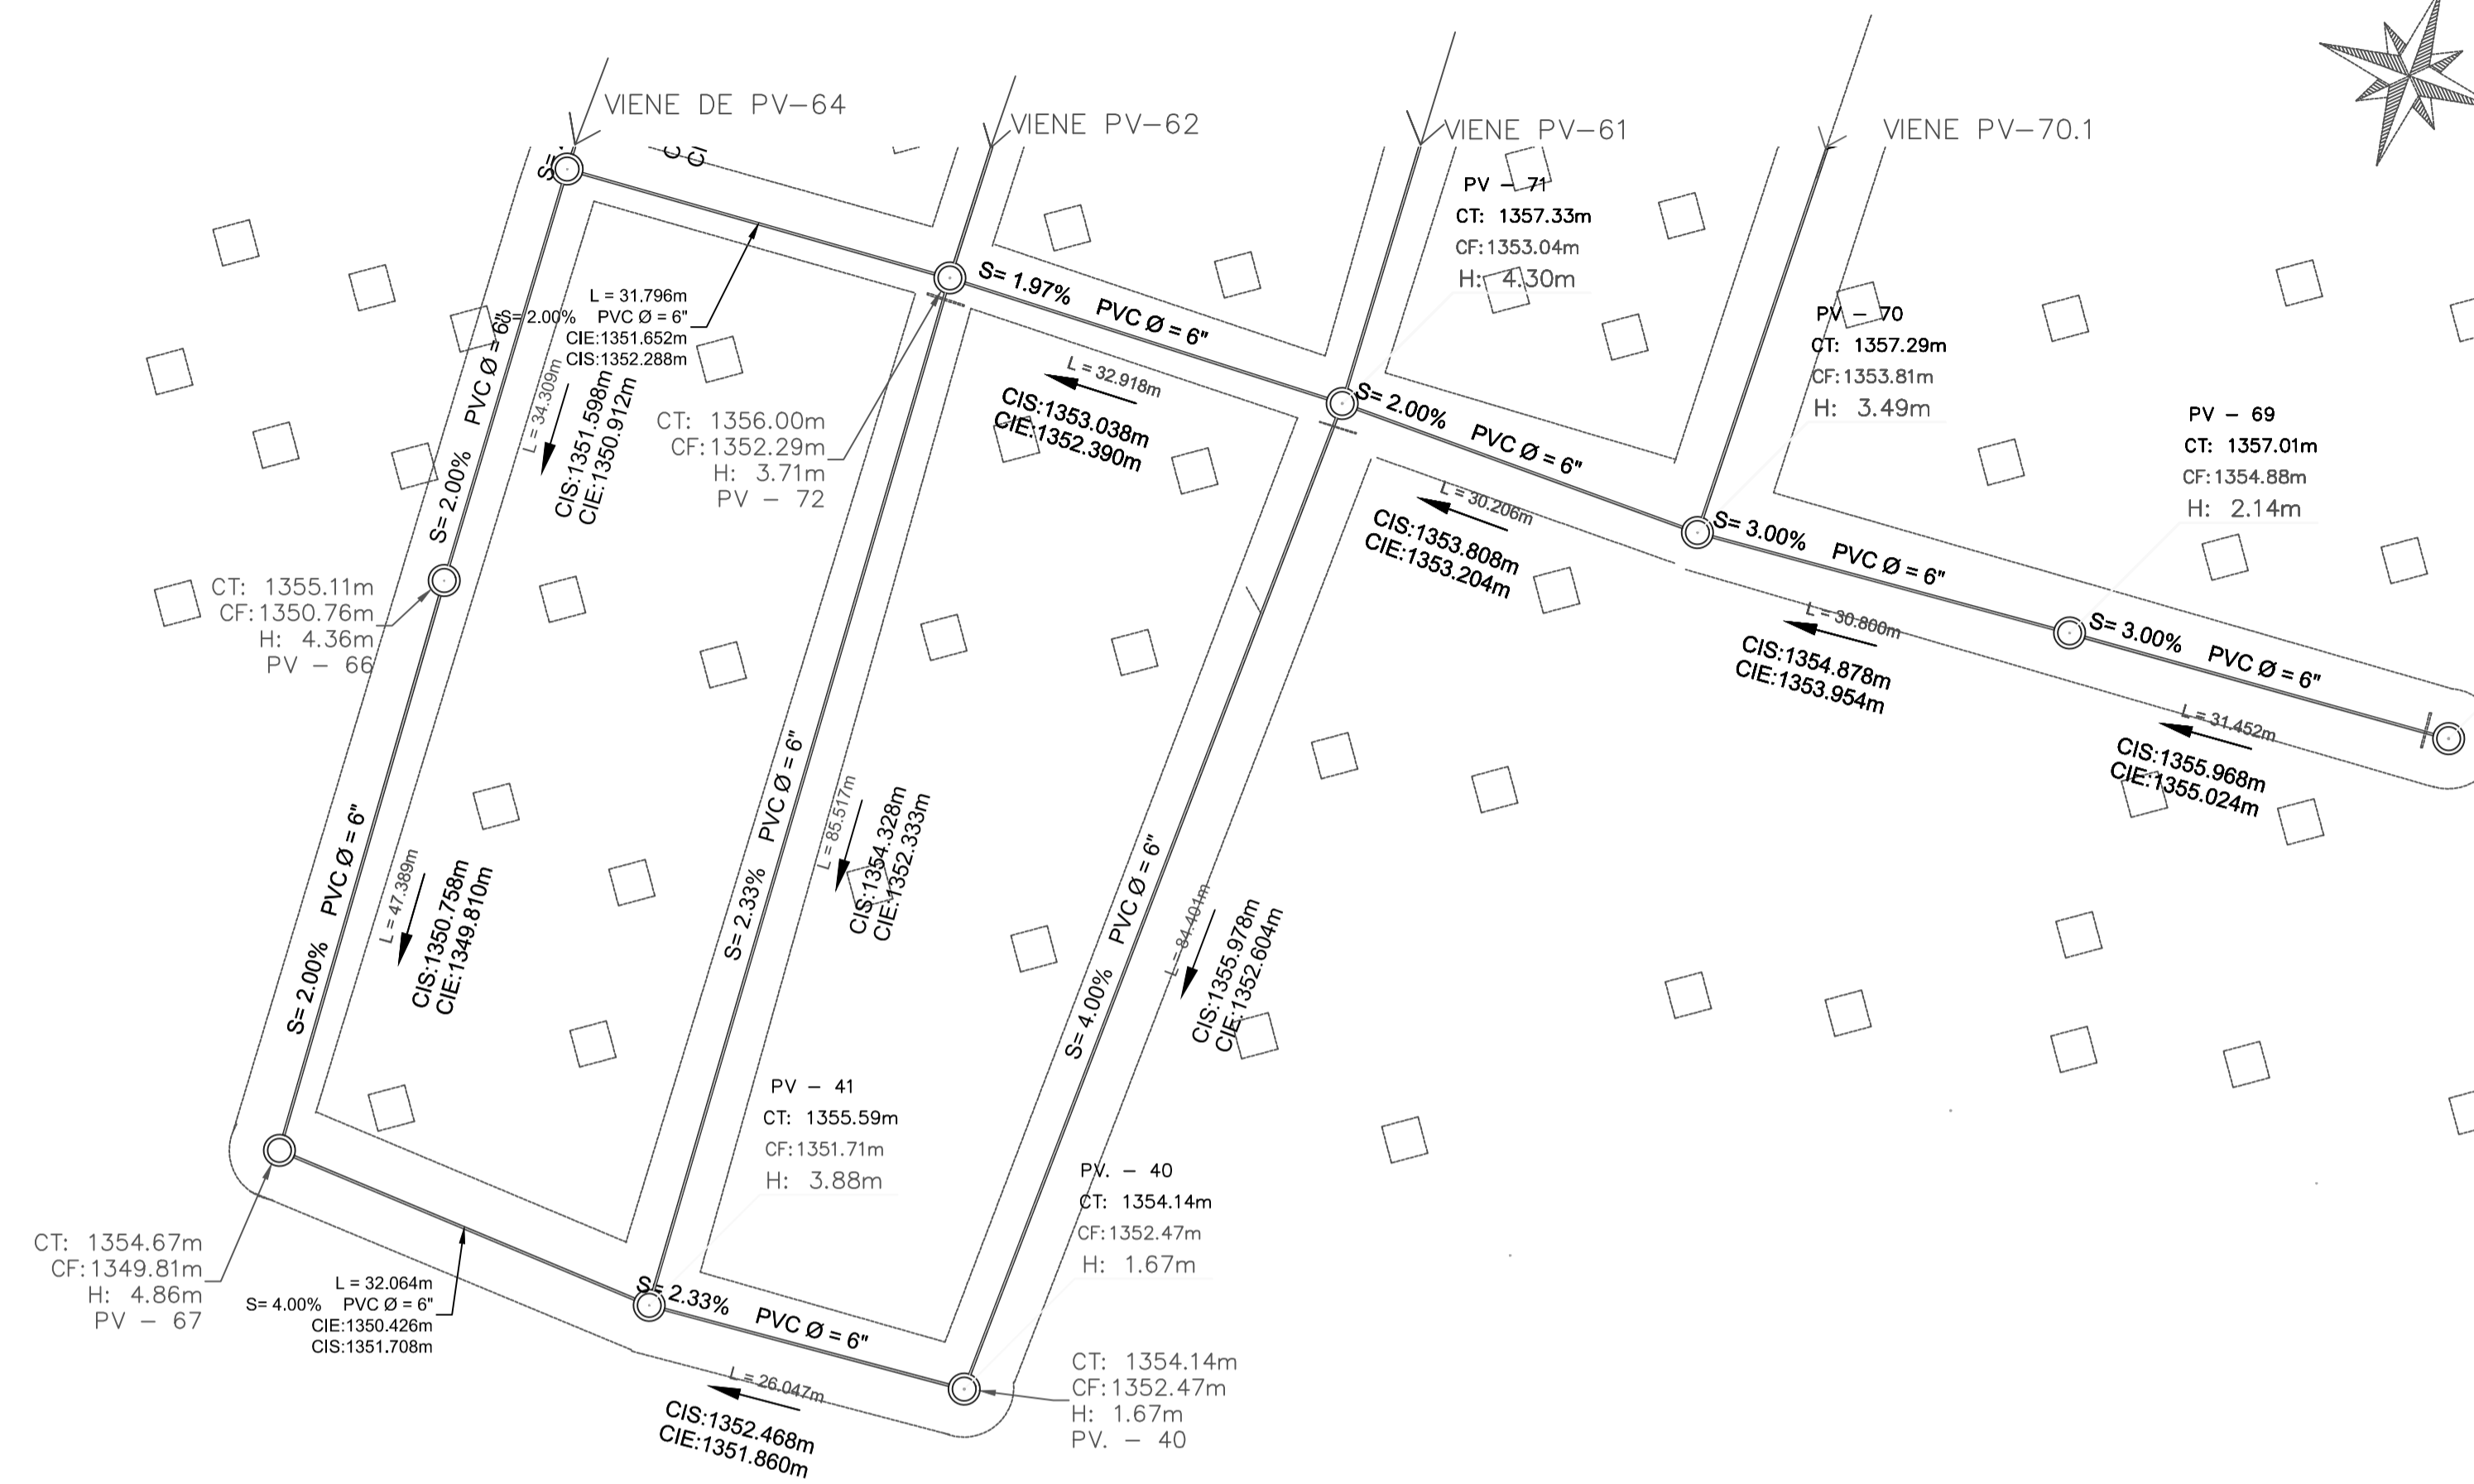 VIENE DE PV-64
VIENE PV-62
VIENE PV-61
VIENE PV-70.1
PV - 71
CT: 1357.33m
CF:1353.04m
H: 4.30m
PV - 70
CT: 1357.29m
CF:1353.81m
H: 3.49m
PV - 69
CT: 1357.01m
CF:1354.88m
H: 2.14m
L = 31.796m
S= 2.00% PVC Ø = 6"
CIE:1351.652m
CIS:1352.288m
S= 1.97% PVC Ø = 6"
L = 32.918m
CIS:1353.038m
CIE:1352.390m
S= 2.00% PVC Ø = 6"
L = 30.206m
CIS:1353.808m
CIE:1353.204m
S= 3.00% PVC Ø = 6"
L = 30.800m
CIS:1354.878m
CIE:1353.954m
S= 3.00% PVC Ø = 6"
L = 31.452m
CIS:1355.968m
CIE:1355.024m
S= 2.00% PVC Ø = 6"
L = 34.309m
CIS:1351.598m
CIE:1350.912m
CT: 1356.00m
CF:1352.29m
H: 3.71m
PV - 72
CT: 1355.11m
CF:1350.76m
H: 4.36m
PV - 66
S= 2.00% PVC Ø = 6"
L = 47.389m
CIS:1350.758m
CIE:1349.810m
S= 2.33% PVC Ø = 6"
L = 85.517m
CIS:1354.328m
CIE:1352.333m
S= 4.00% PVC Ø = 6"
L = 84.401m
CIS:1355.978m
CIE:1352.604m
PV - 41
CT: 1355.59m
CF:1351.71m
H: 3.88m
PV. - 40
CT: 1354.14m
CF:1352.47m
H: 1.67m
CT: 1354.67m
CF:1349.81m
H: 4.86m
PV - 67
L = 32.064m
S= 4.00% PVC Ø = 6"
CIE:1350.426m
CIS:1351.708m
S= 2.33% PVC Ø = 6"
L = 26.047m
CIS:1352.468m
CIE:1351.860m
CT: 1354.14m
CF:1352.47m
H: 1.67m
PV. - 40